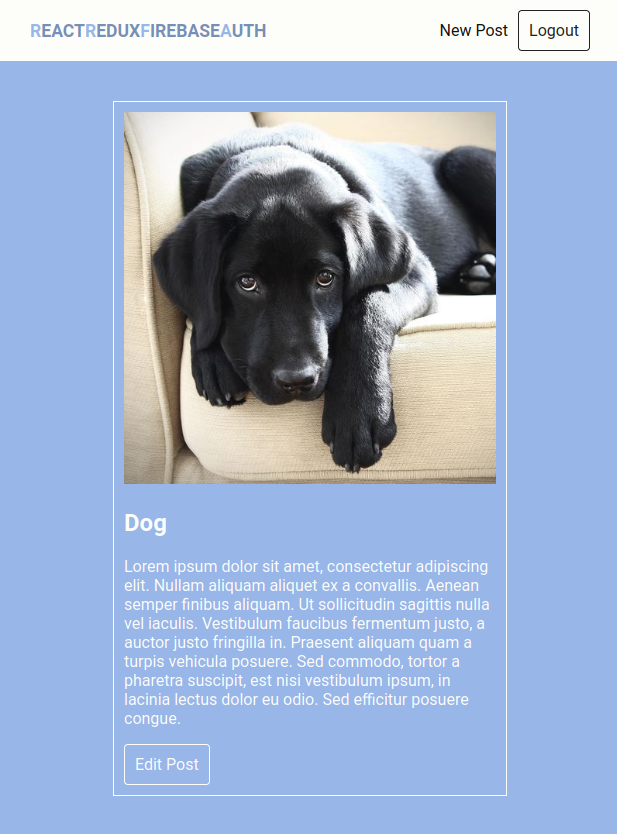 REACTREDUXFIREBASEAUTH
New Post Logout
Dog
Lorem ipsum dolor sit amet, consectetur adipiscing
elit. Nullam aliquam aliquet ex a convallis. Aenean
semper finibus aliquam. Ut sollicitudin sagittis nulla
vel iaculis. Vestibulum faucibus fermentum justo, a
auctor justo fringilla in. Praesent aliquam quam a
turpis vehicula posuere. Sed commodo, tortor a
pharetra suscipit, est nisi vestibulum ipsum, in
lacinia lectus dolor eu odio. Sed efficitur posuere
congue.
Edit Post